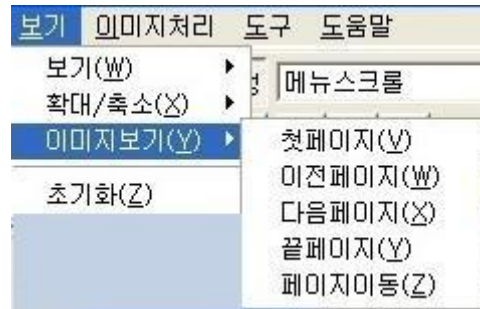 보기 이미지처리 도구 도움말
보기(W)
메뉴스크롤
확대/축소(X)
이미지보기(Y)
초기화(Z)
첫페이지(V)
이전페이지(W)
다음페이지(X)
끝페이지(Y)
페이지이동(Z)